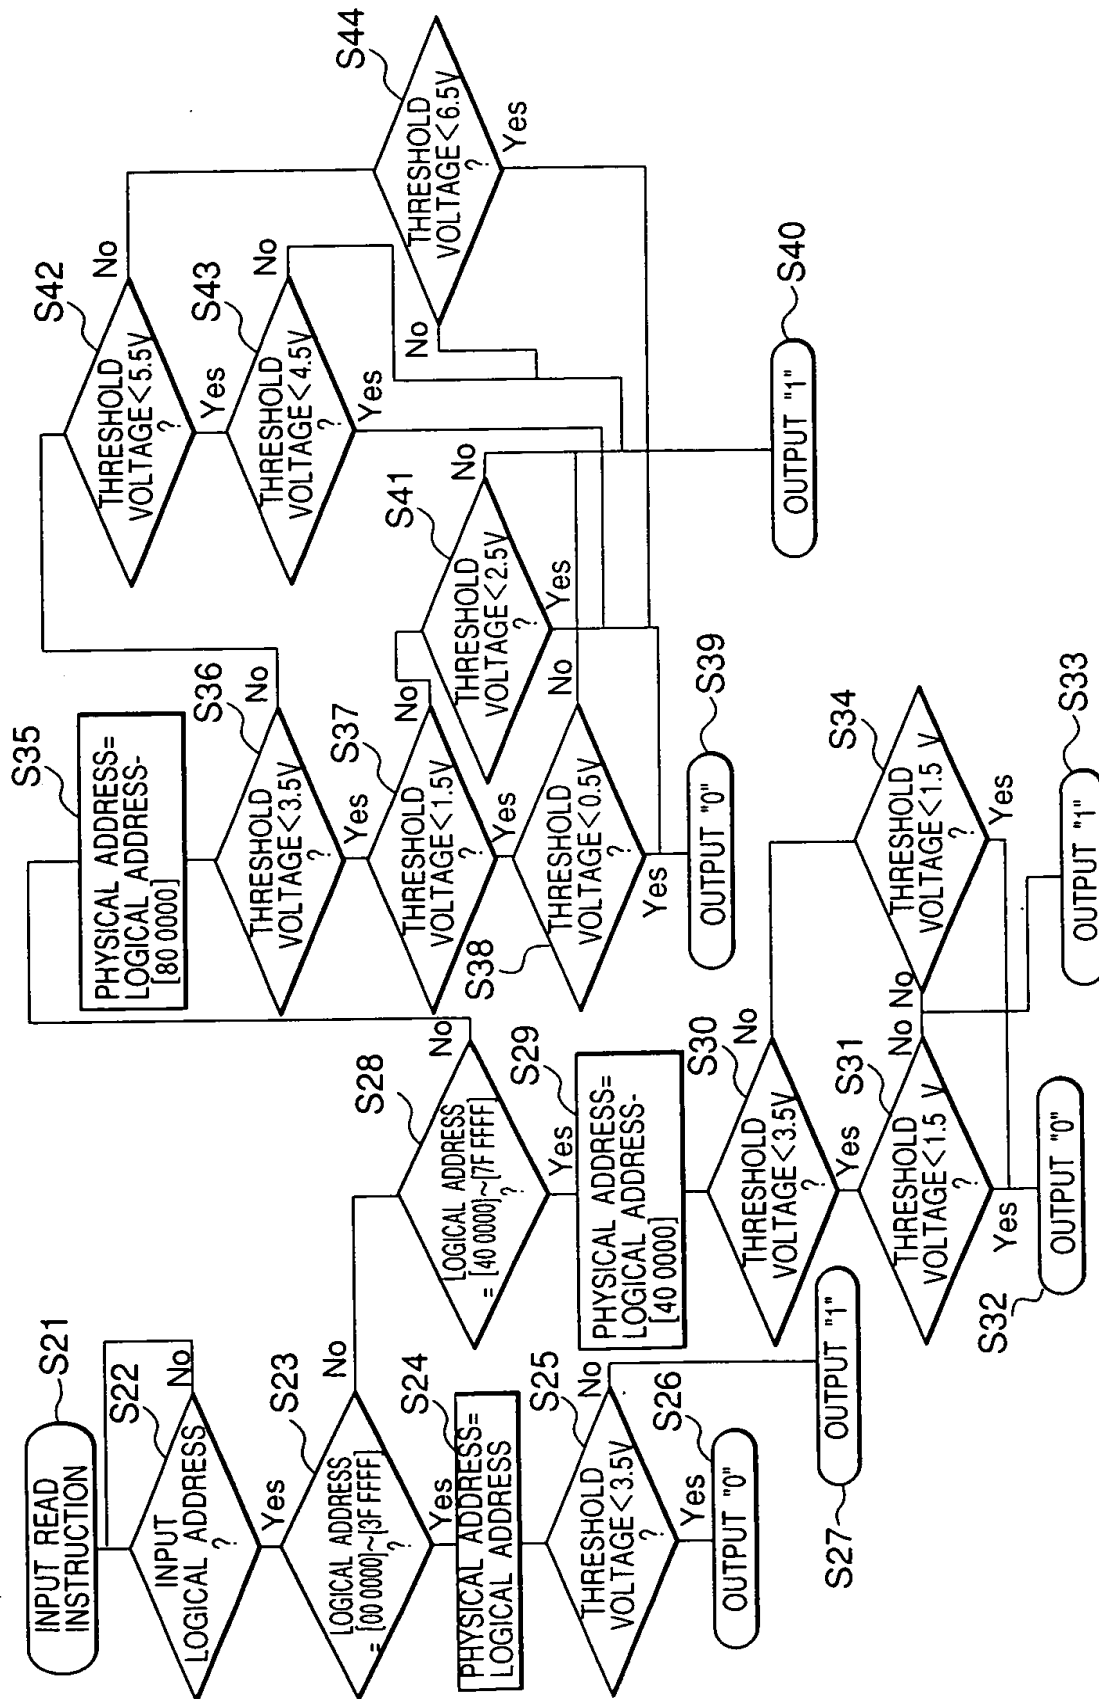 INPUT READ
INSTRUCTION
S21
INPUT
LOGICAL ADDRESS
?
S22
No
Yes
LOGICAL ADDRESS
= [00 0000]~[3F FFFF]
?
S23
No
Yes
PHYSICAL ADDRESS=
LOGICAL ADDRESS
S24
THRESHOLD
VOLTAGE<3.5V
?
S25
No
Yes
OUTPUT "0"
S26
OUTPUT "1"
S27
LOGICAL ADDRESS
= [40 0000]~[7F FFFF]
?
S28
No
Yes
PHYSICAL ADDRESS=
LOGICAL ADDRESS-
[40 0000]
S29
THRESHOLD
VOLTAGE<3.5V
?
S30
No
Yes
THRESHOLD
VOLTAGE<1.5 V
?
S31
No
Yes
OUTPUT "0"
S32
OUTPUT "1"
S33
THRESHOLD
VOLTAGE<1.5 V
?
S34
No
Yes
PHYSICAL ADDRESS=
LOGICAL ADDRESS-
[80 0000]
S35
THRESHOLD
VOLTAGE<3.5V
?
S36
No
Yes
THRESHOLD
VOLTAGE<1.5V
?
S37
No
Yes
THRESHOLD
VOLTAGE<0.5V
?
S38
No
Yes
OUTPUT "0"
S39
OUTPUT "1"
S40
THRESHOLD
VOLTAGE<2.5V
?
S41
No
Yes
THRESHOLD
VOLTAGE<5.5V
?
S42
No
Yes
THRESHOLD
VOLTAGE<4.5V
?
S43
No
Yes
THRESHOLD
VOLTAGE<6.5V
?
S44
No
Yes